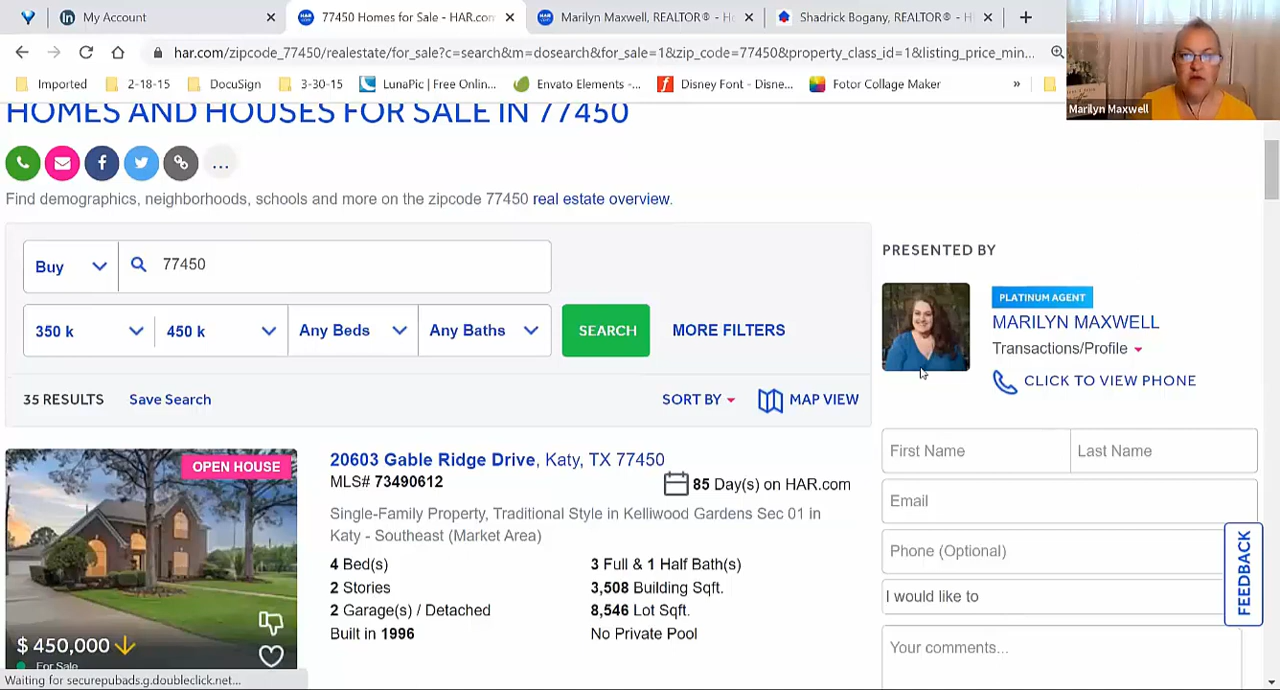 My Account
77450 Homes for Sale - HAR.com
Marilyn Maxwell, REALTOR® - H
Shadrick Bogany, REALTOR® - H
har.com/zipcode_77450/realestate/for_sale?c=search&m=dosearch&for_sale=1&zip_code=77450&property_class_id=1&listing_price_min...
Imported
2-18-15
DocuSign
3-30-15
LunaPic | Free Onlin...
Envato Elements -...
Disney Font - Disne...
Fotor Collage Maker
»
Marilyn Maxwell
HOMES AND HOUSES FOR SALE IN 77450
...
Find demographics, neighborhoods, schools and more on the zipcode 77450 real estate overview.
Buy
77450
350 k
450 k
Any Beds
Any Baths
SEARCH
MORE FILTERS
35 RESULTS
Save Search
SORT BY
MAP VIEW
PRESENTED BY
PLATINUM AGENT
MARILYN MAXWELL
Transactions/Profile
CLICK TO VIEW PHONE
First Name
Last Name
Email
Phone (Optional)
I would like to
Your comments...
FEEDBACK
OPEN HOUSE
$ 450,000
For Sale
20603 Gable Ridge Drive, Katy, TX 77450
MLS# 73490612
85 Day(s) on HAR.com
Single-Family Property, Traditional Style in Kelliwood Gardens Sec 01 in
Katy - Southeast (Market Area)
4 Bed(s)
3 Full & 1 Half Bath(s)
2 Stories
3,508 Building Sqft.
2 Garage(s) / Detached
8,546 Lot Sqft.
Built in 1996
No Private Pool
Waiting for securepubads.g.doubleclick.net...